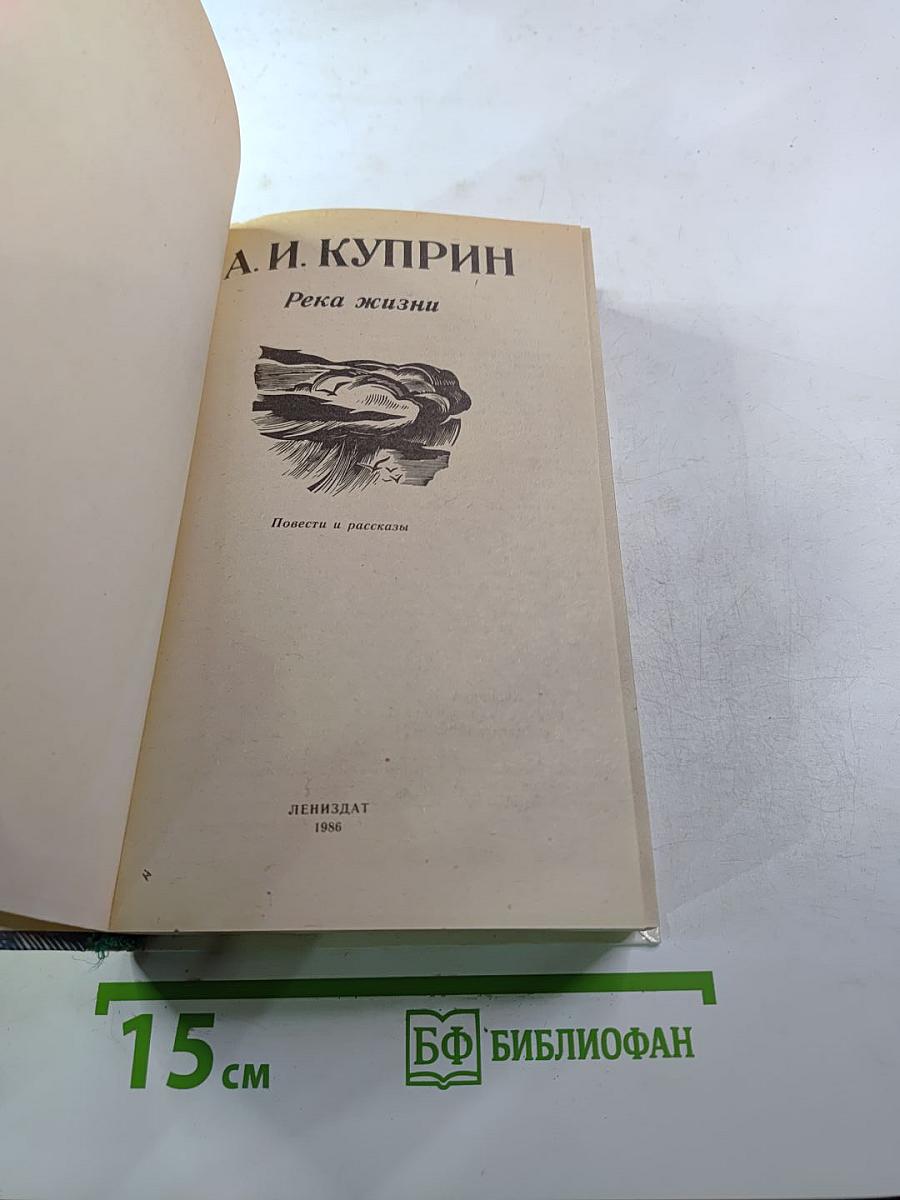 А. И. КУПРИН
Река жизни
Повести и рассказы
ЛЕНИЗДАТ
1986
15 см
БФ БИБЛИОФАН